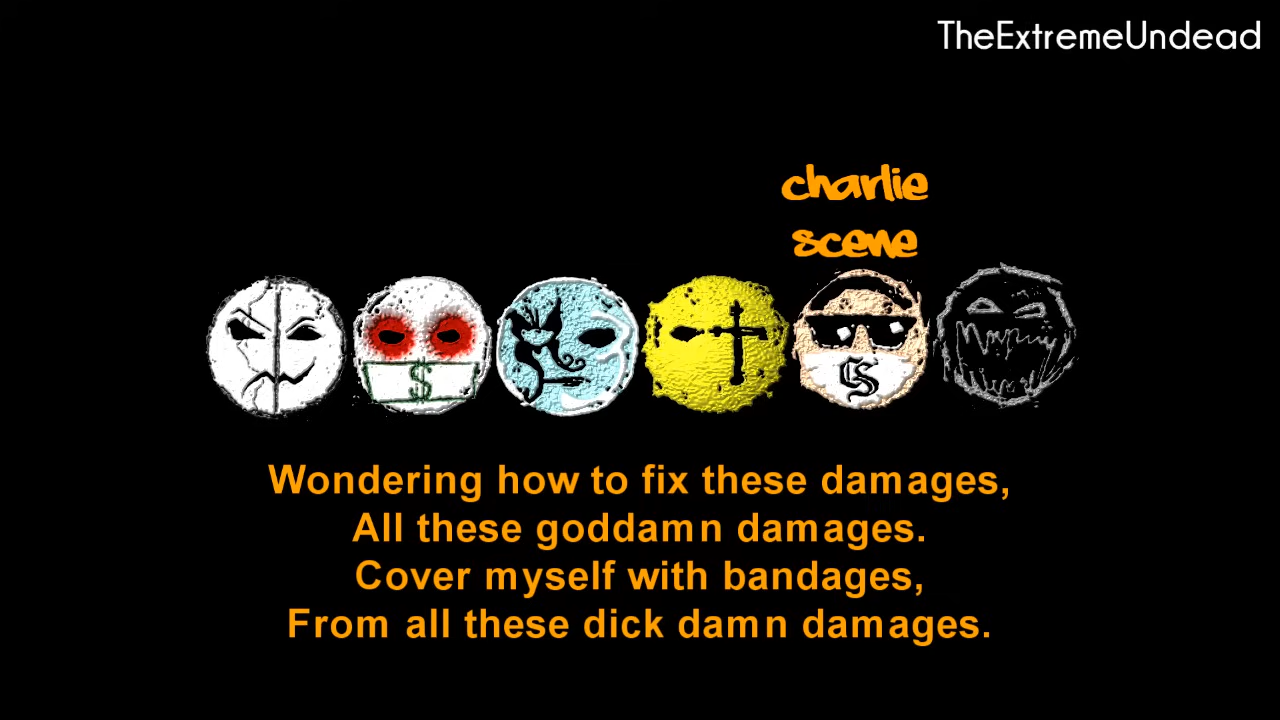 TheExtremeUndead
charlie
scene
$
CS
Wondering how to fix these damages,
All these goddamn damages.
Cover myself with bandages,
From all these dick damn damages.